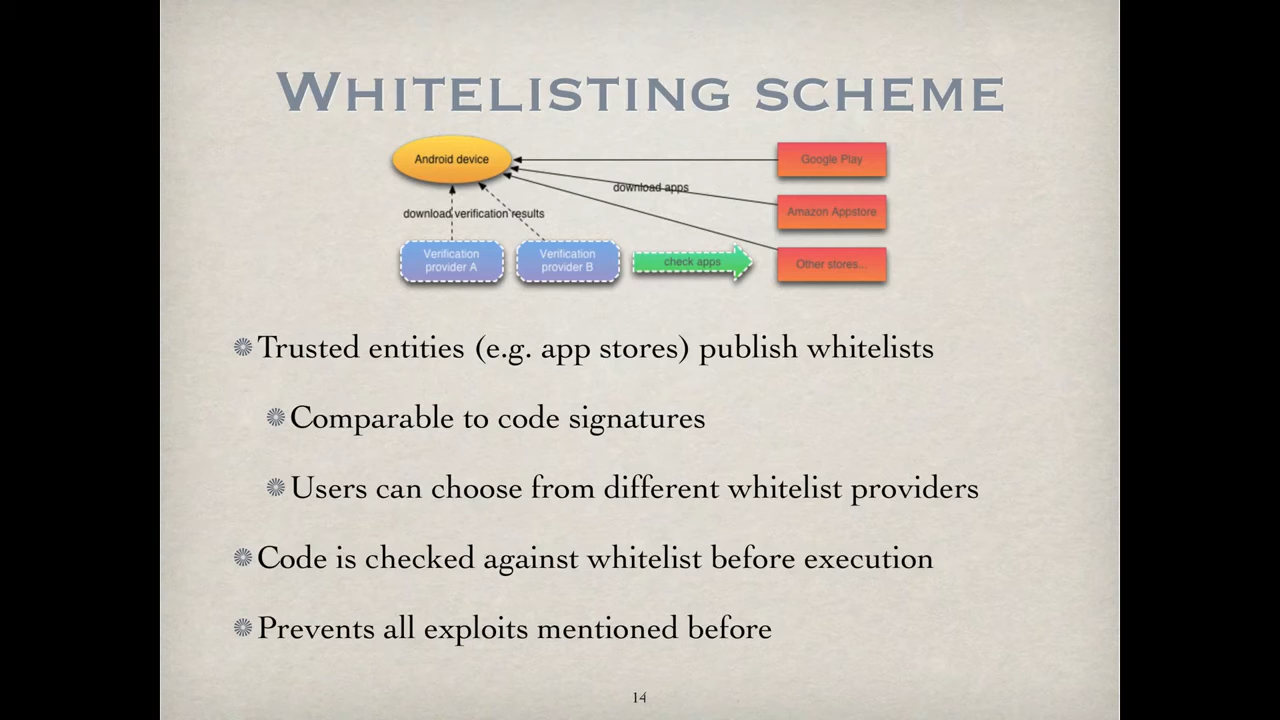 WHITELISTING SCHEME
Android device
Google Play
download apps
Amazon Appstore
download verification results
Verification
provider A
Verification
provider B
check apps
Other stores...
Trusted entities (e.g. app stores) publish whitelists
Comparable to code signatures
Users can choose from different whitelist providers
Code is checked against whitelist before execution
Prevents all exploits mentioned before
14